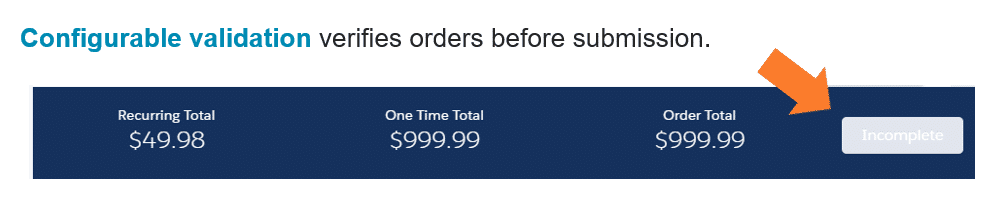 Configurable validation verifies orders before submission.
Recurring Total
$49.98
One Time Total
$999.99
Order Total
$999.99
Incomplete